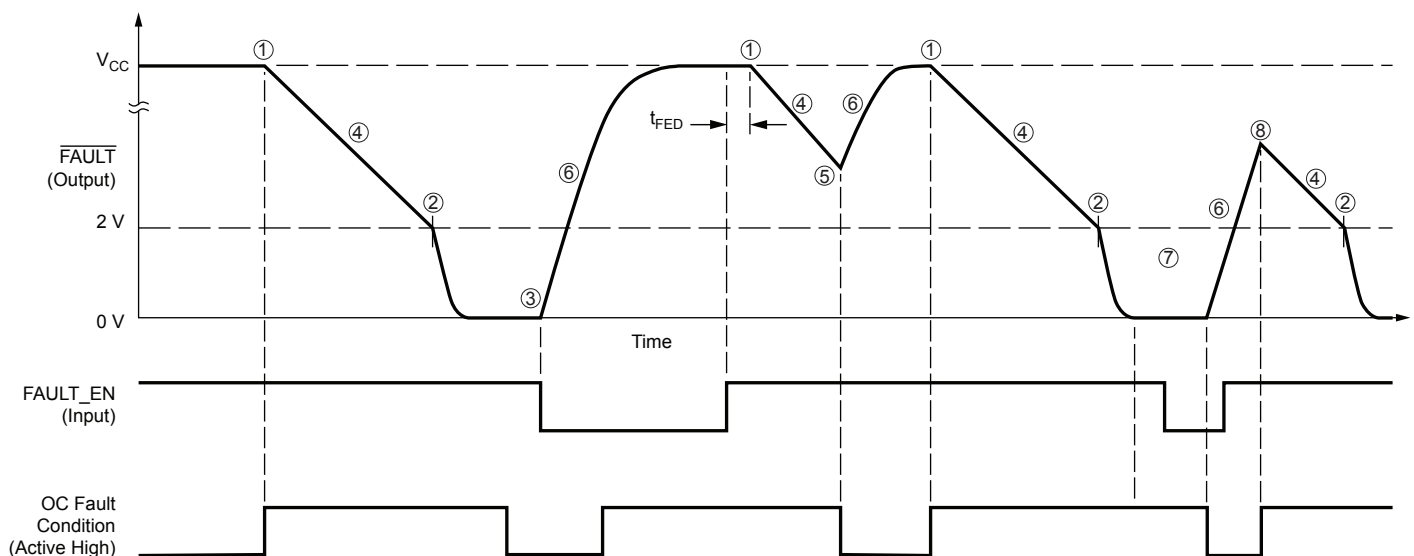 ① ① ①
V_CC
④ ④ ⑥ ④ ⑧
t_FED
FAULT
(Output)
⑥ ⑤ ④
② ② ⑥ ②
2 V
⑦
③
0 V
Time
FAULT_EN
(Input)
OC Fault
Condition
(Active High)